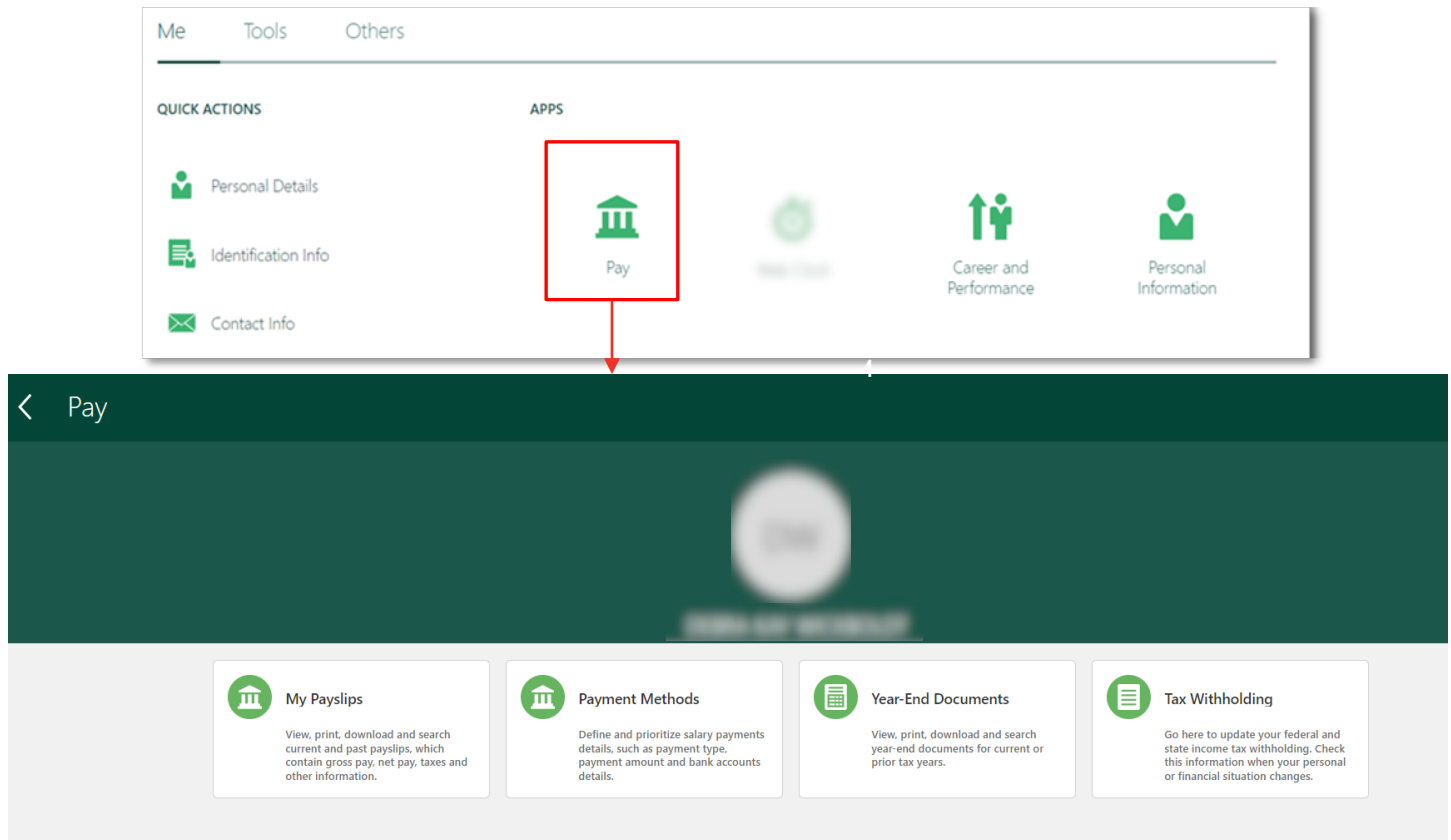 Me Tools Others
QUICK ACTIONS APPS
Personal Details
Identification Info
Contact Info
Pay
Career and
Performance
Personal
Information
Pay
My Payslips
View, print, download and search
current and past payslips, which
contain gross pay, net pay, taxes and
other information.
Payment Methods
Define and prioritize salary payments
details, such as payment type,
payment amount and bank accounts
details.
Year-End Documents
View, print, download and search
year-end documents for current or
prior tax years.
Tax Withholding
Go here to update your federal and
state income tax withholding. Check
this information when your personal
or financial situation changes.